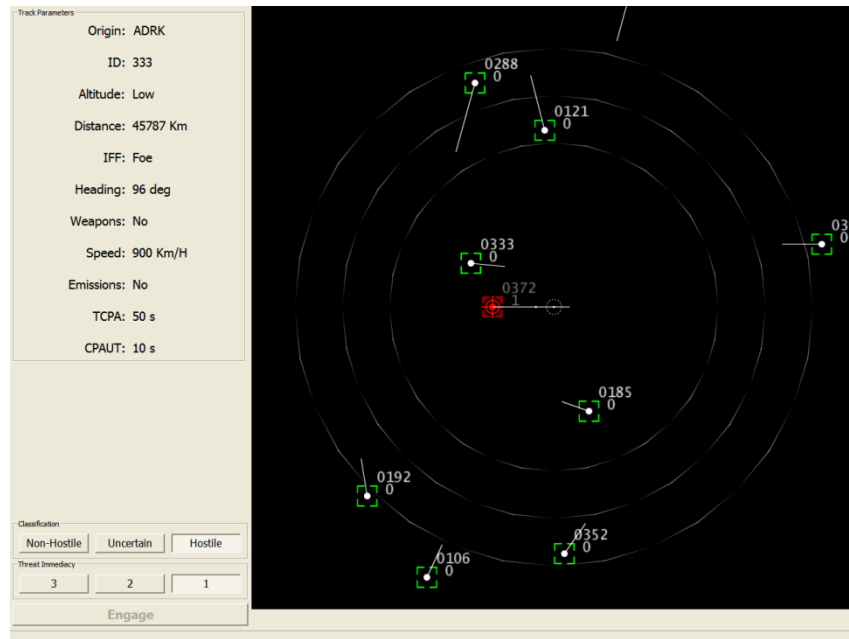 Track Parameters
Origin: ADRK
ID: 333
Altitude: Low
Distance: 45787 Km
IFF: Foe
Heading: 96 deg
Weapons: No
Speed: 900 Km/H
Emissions: No
TCPA: 50 s
CPAUT: 10 s
Classification
Non-Hostile Uncertain Hostile
Threat Immediacy
3 2 1
Engage
0288
0
0121
0
03
0
0333
0
0372
1
0185
0
0192
0
0352
0
0106
0